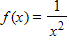 f(x) = 1/x²